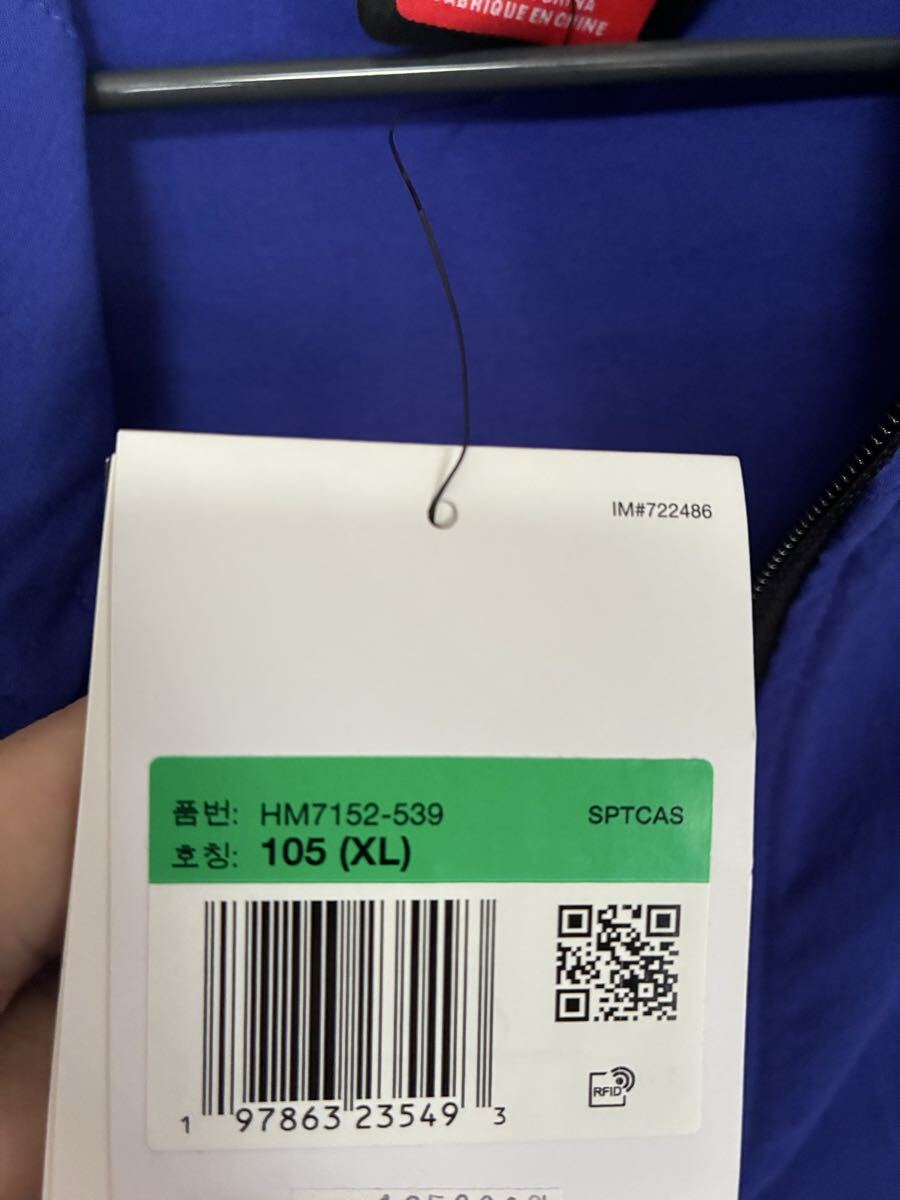 FABRIQUE EN CHINE
IM#722486
품번: HM7152-539
SPTCAS
호칭: 105 (XL)
RFID
1 97863 23549 3